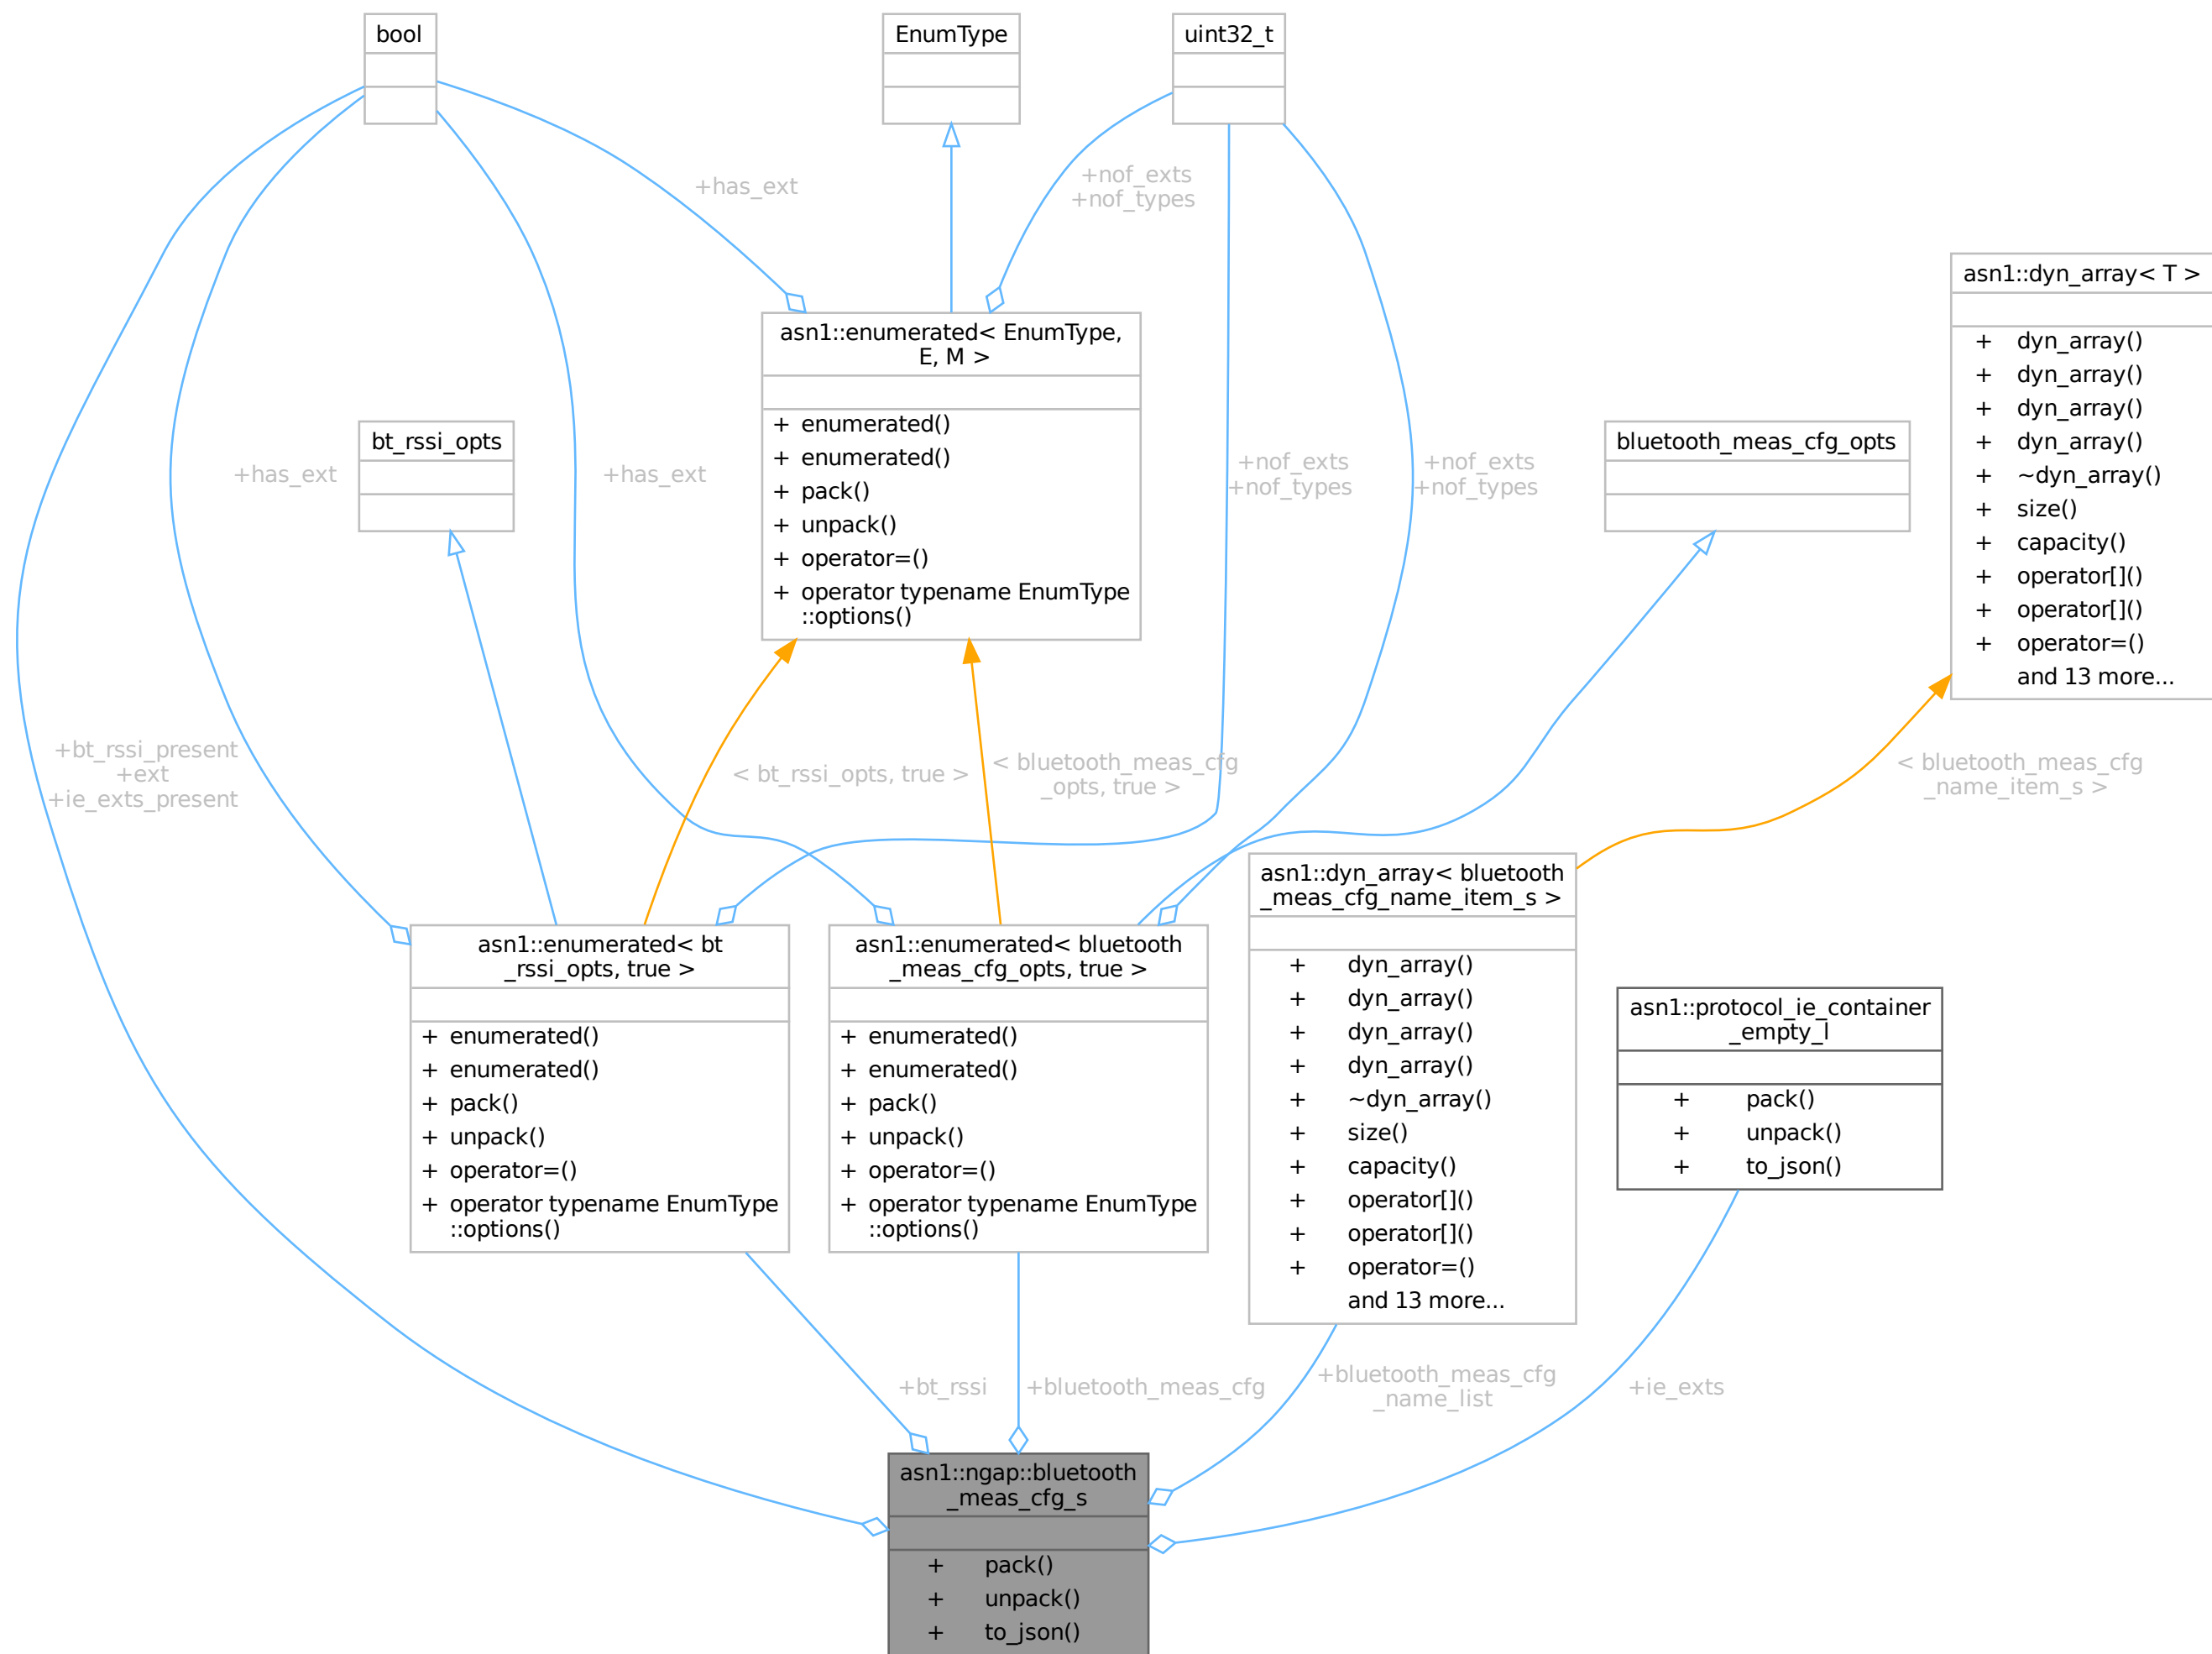 bool
EnumType
uint32_t
+has_ext
+nof_exts
+nof_types
asn1::dyn_array< T >
+ dyn_array()
+ dyn_array()
+ dyn_array()
+ dyn_array()
+ ~dyn_array()
+ size()
+ capacity()
+ operator[]()
+ operator[]()
+ operator=()
and 13 more...
asn1::enumerated< EnumType,
E, M >
+ enumerated()
+ enumerated()
+ pack()
+ unpack()
+ operator=()
+ operator typename EnumType
::options()
bt_rssi_opts
bluetooth_meas_cfg_opts
+has_ext
+has_ext
+nof_exts
+nof_types
+nof_exts
+nof_types
+bt_rssi_present
+ext
+ie_exts_present
< bt_rssi_opts, true >
< bluetooth_meas_cfg
_opts, true >
< bluetooth_meas_cfg
_name_item_s >
asn1::enumerated< bt
_rssi_opts, true >
+ enumerated()
+ enumerated()
+ pack()
+ unpack()
+ operator=()
+ operator typename EnumType
::options()
asn1::enumerated< bluetooth
_meas_cfg_opts, true >
+ enumerated()
+ enumerated()
+ pack()
+ unpack()
+ operator=()
+ operator typename EnumType
::options()
asn1::dyn_array< bluetooth
_meas_cfg_name_item_s >
+ dyn_array()
+ dyn_array()
+ dyn_array()
+ dyn_array()
+ ~dyn_array()
+ size()
+ capacity()
+ operator[]()
+ operator[]()
+ operator=()
and 13 more...
asn1::protocol_ie_container
_empty_l
+ pack()
+ unpack()
+ to_json()
+bt_rssi
+bluetooth_meas_cfg
+bluetooth_meas_cfg
_name_list
+ie_exts
asn1::ngap::bluetooth
_meas_cfg_s
+ pack()
+ unpack()
+ to_json()